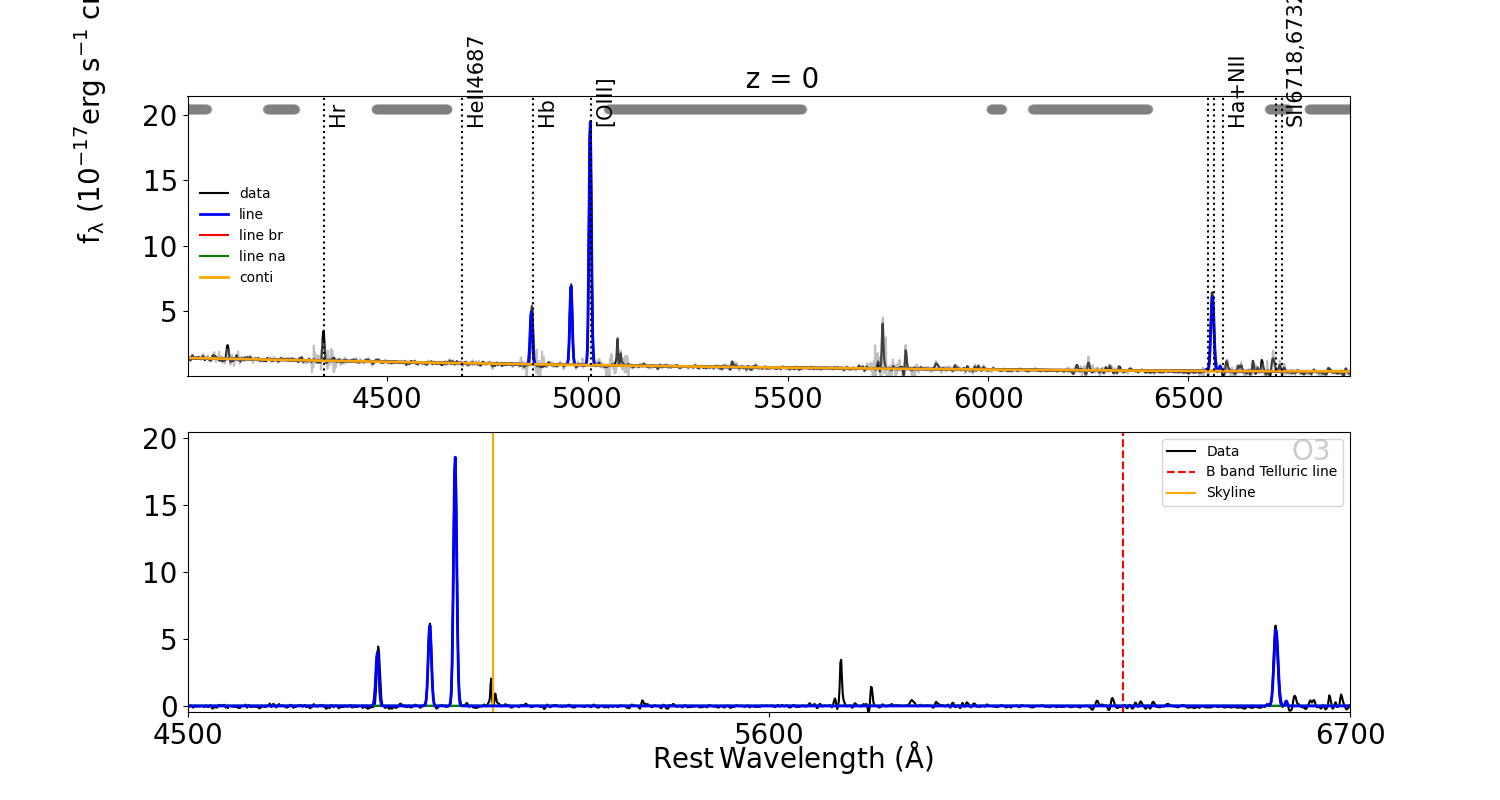 z = 0
f_λ (10^−17 erg s^−1
Hr
HeII4687
Hb
[OIII]
Ha+NII
SII6718,6732
20
15
10
5
data
line
line br
line na
conti
4500 5000 5500 6000 6500
O3
Data
B band Telluric line
Skyline
20
15
10
5
0
4500 5600 6700
Rest Wavelength (Å)